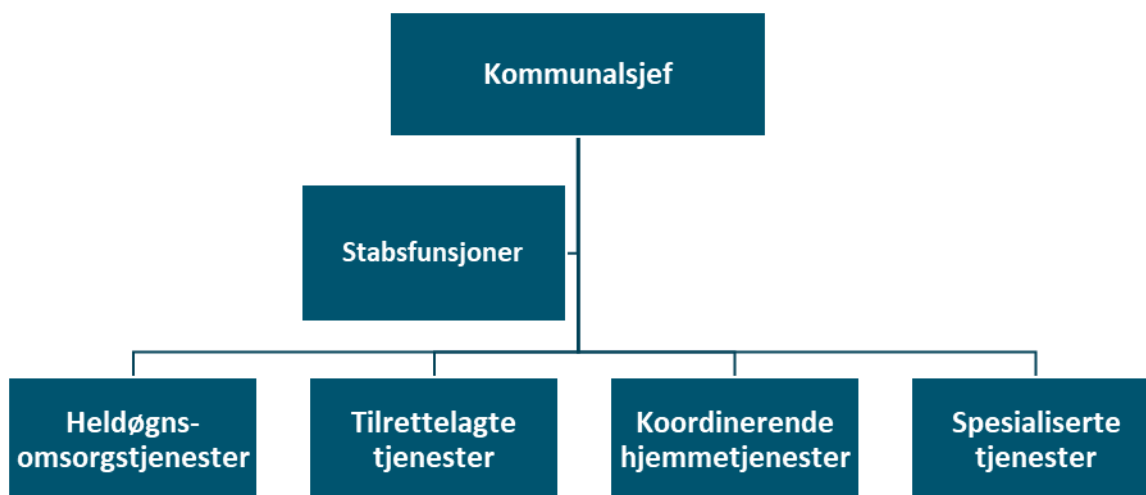 Kommunalsjef
Stabsfunsjoner
Heldøgns-
omsorgstjenester
Tilrettelagte
tjenester
Koordinerende
hjemmetjenester
Spesialiserte
tjenester